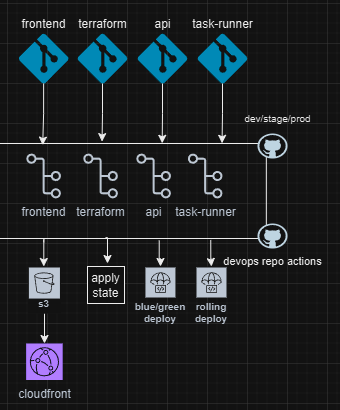 frontend terraform api task-runner
dev/stage/prod
frontend terraform api task-runner
devops repo actions
s3
apply
state
blue/green
deploy
rolling
deploy
cloudfront